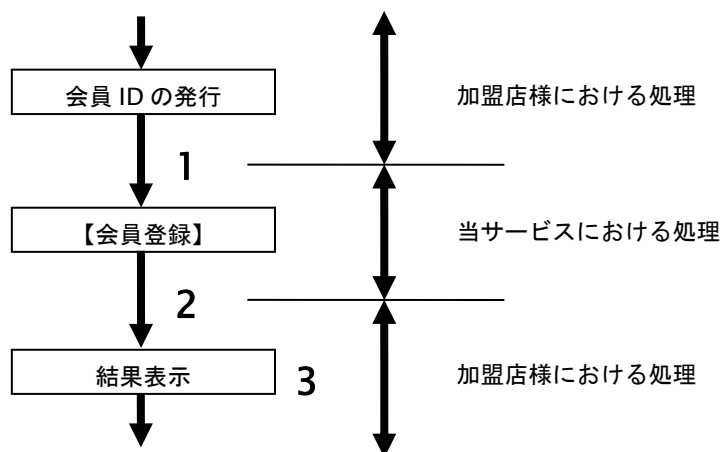 会員 ID の発行
加盟店様における処理
1
【会員登録】
当サービスにおける処理
2
結果表示
3
加盟店様における処理